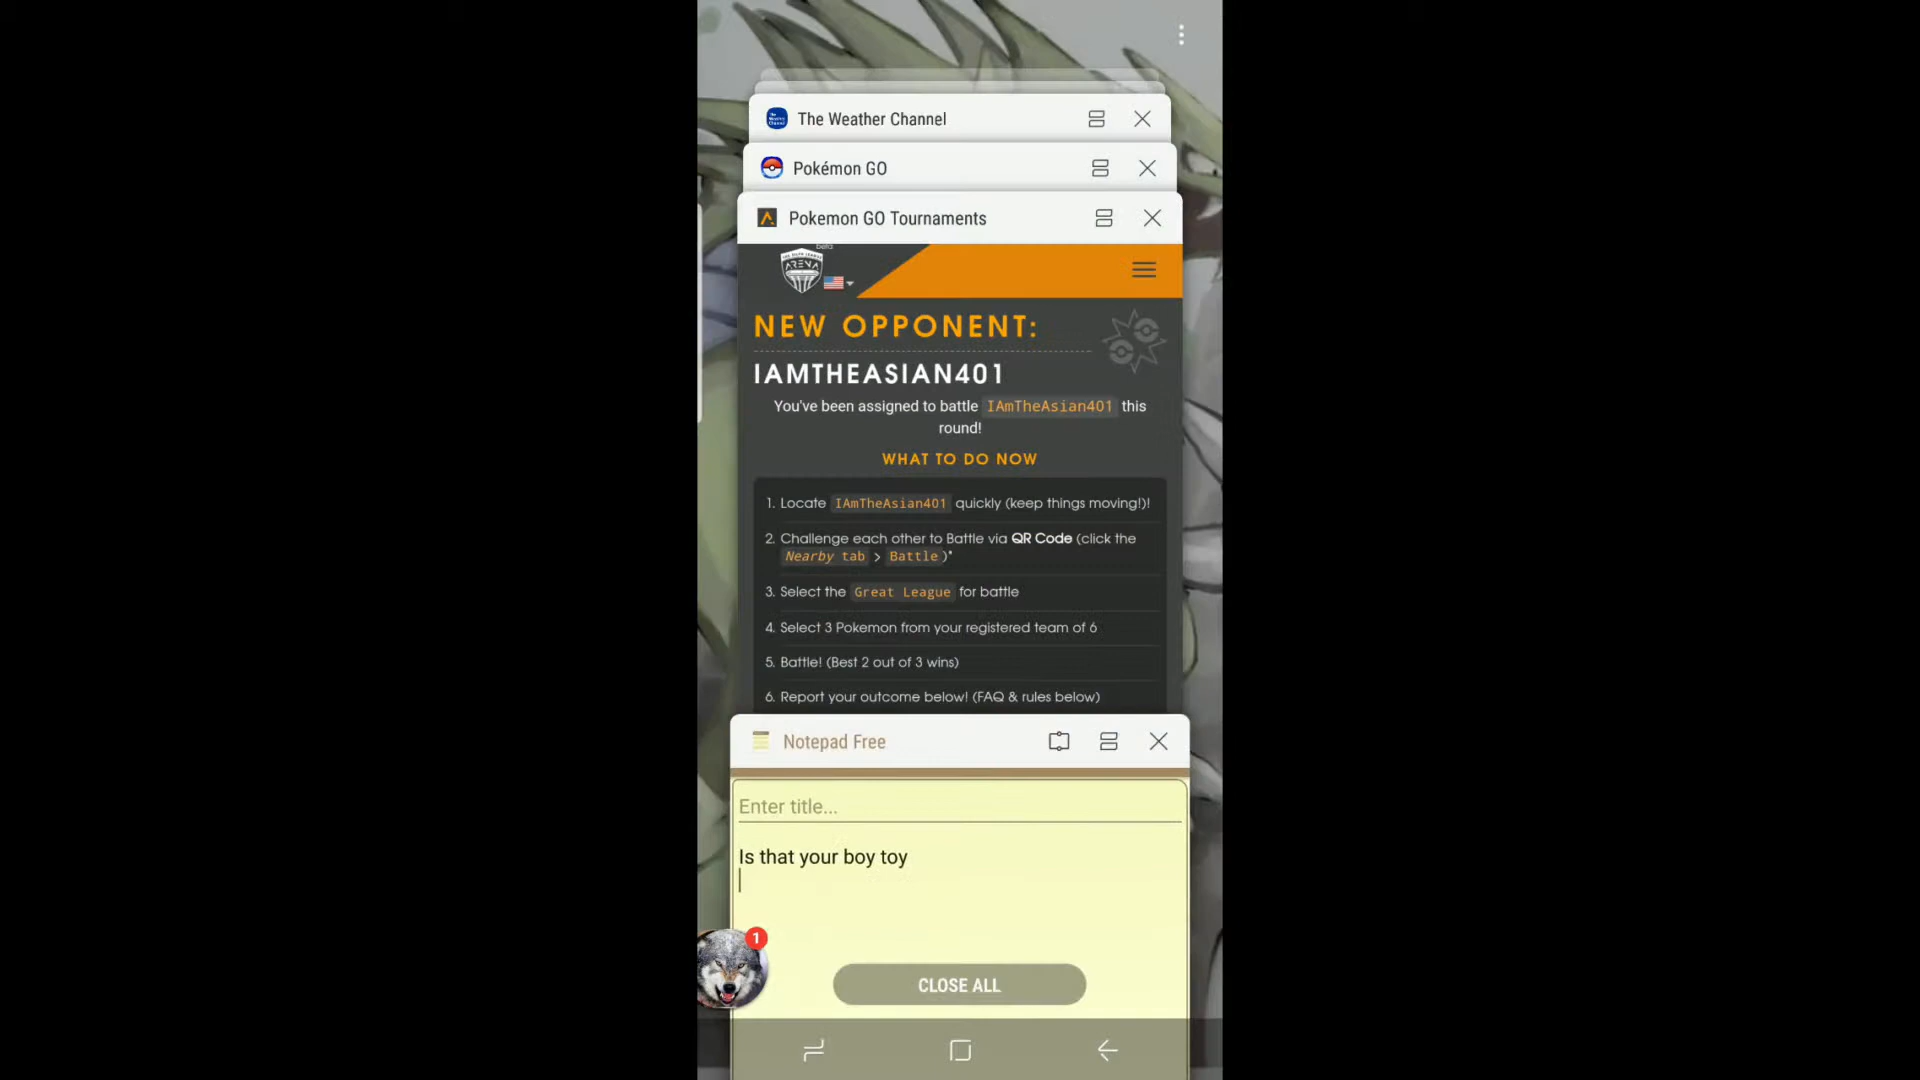 The Weather Channel
Pokémon GO
Pokemon GO Tournaments
beta
ARENA
NEW OPPONENT:
IAMTHEASIAN401
You've been assigned to battle IAmTheAsian401 this
round!
WHAT TO DO NOW
1. Locate IAmTheAsian401 quickly (keep things moving!)!
2. Challenge each other to Battle via QR Code (click the
Nearby tab > Battle)*
3. Select the Great League for battle
4. Select 3 Pokemon from your registered team of 6
5. Battle! (Best 2 out of 3 wins)
6. Report your outcome below! (FAQ & rules below)
Notepad Free
Enter title...
Is that your boy toy
1
CLOSE ALL